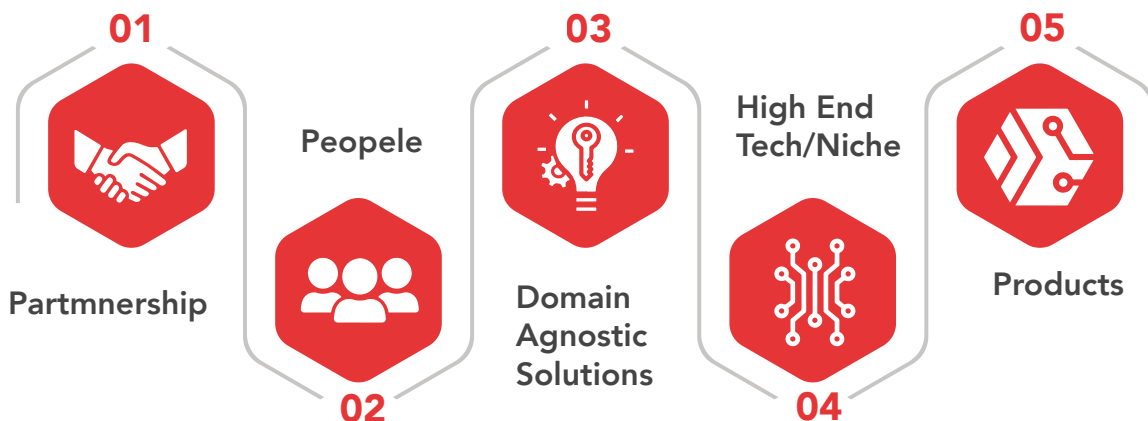 01
Partmnership
Peopele
02
03
Domain
Agnostic
Solutions
High End
Tech/Niche
04
05
Products